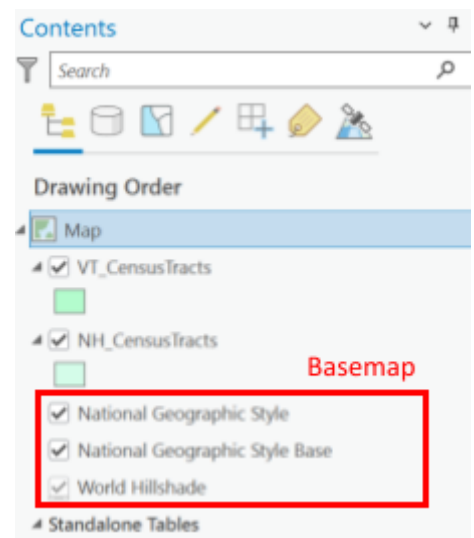 Contents
Search
Drawing Order
Map
VT_CensusTracts
NH_CensusTracts
Basemap
National Geographic Style
National Geographic Style Base
World Hillshade
Standalone Tables